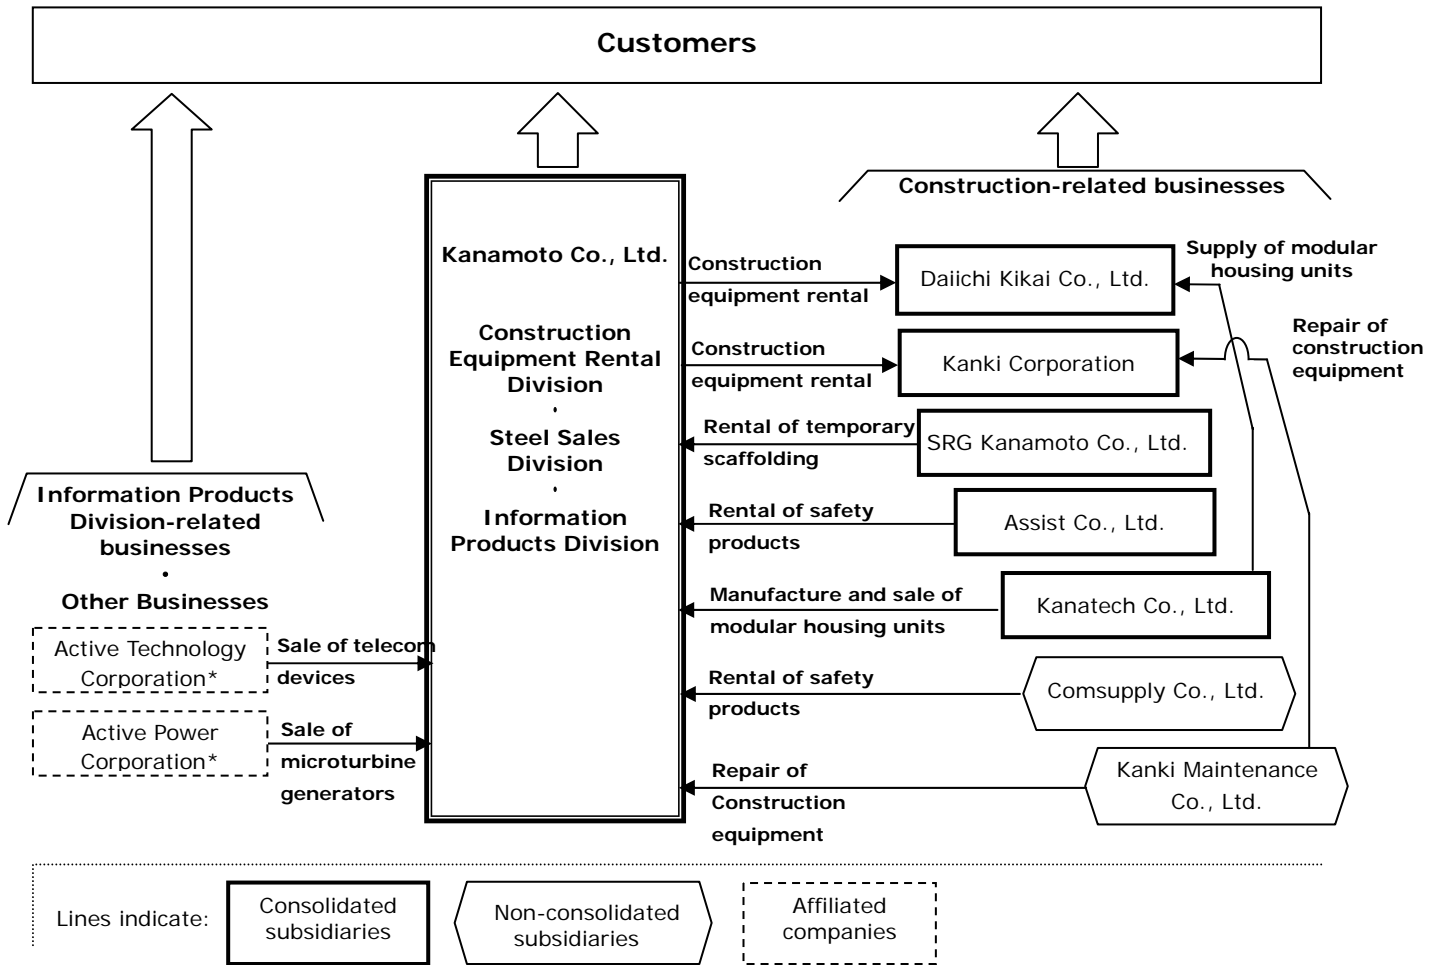 Customers
Construction-related businesses
Kanamoto Co., Ltd.
Construction
Equipment Rental
Division
・
Steel Sales
Division
・
Information
Products Division
Construction
equipment rental
Daiichi Kikai Co., Ltd.
Supply of modular
housing units
Construction
equipment rental
Kanki Corporation
Repair of
construction
equipment
Rental of temporary
scaffolding
SRG Kanamoto Co., Ltd.
Rental of safety
products
Assist Co., Ltd.
Manufacture and sale of
modular housing units
Kanatech Co., Ltd.
Rental of safety
products
Comsupply Co., Ltd.
Repair of
Construction
equipment
Kanki Maintenance
Co., Ltd.
Information Products
Division-related
businesses
・
Other Businesses
Active Technology
Corporation*
Sale of telecom
devices
Active Power
Corporation*
Sale of
microturbine
generators
Lines indicate:
Consolidated
subsidiaries
Non-consolidated
subsidiaries
Affiliated
companies